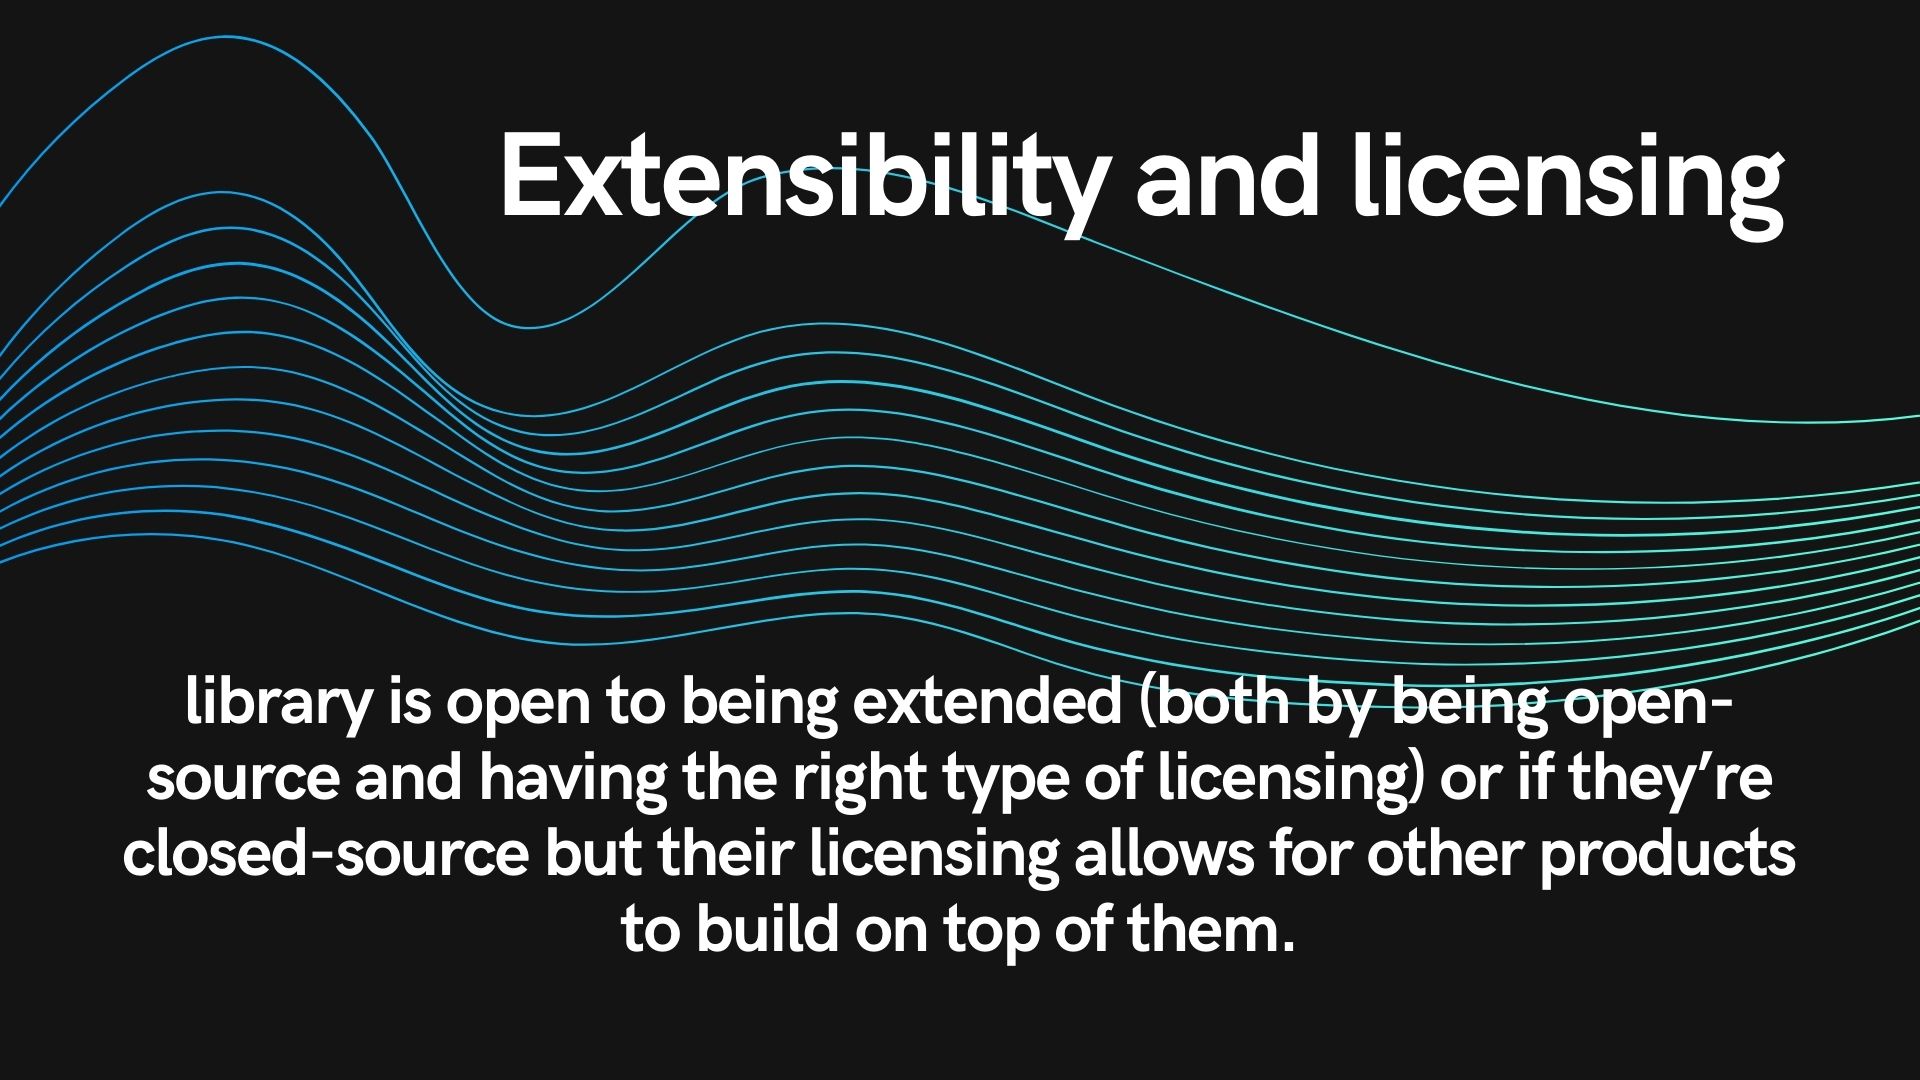 Extensibility and licensing
library is open to being extended (both by being open-
source and having the right type of licensing) or if they’re
closed-source but their licensing allows for other products
to build on top of them.